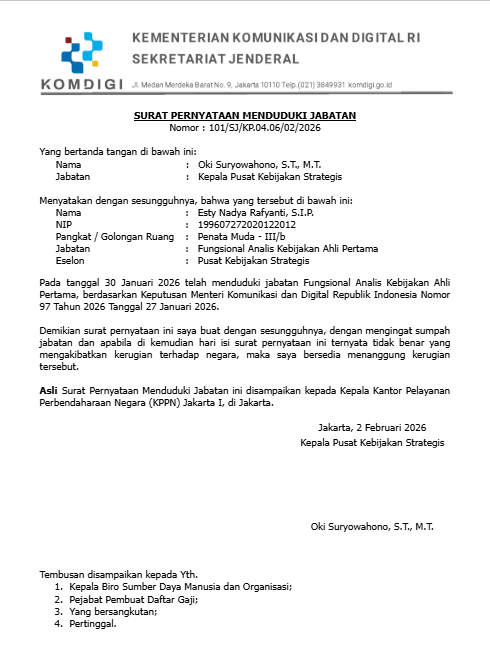 KEMENTERIAN KOMUNIKASI DAN DIGITAL RI
SEKRETARIAT JENDERAL
KOMDIGI Jl. Medan Merdeka Barat No. 9, Jakarta 10110 Telp.(021) 3849931 komdigi.go.id
SURAT PERNYATAAN MENDUDUKI JABATAN
Nomor : 101/SJ/KP.04.06/02/2026
Yang bertanda tangan di bawah ini:
Nama : Oki Suryowahono, S.T., M.T.
Jabatan : Kepala Pusat Kebijakan Strategis
Menyatakan dengan sesungguhnya, bahwa yang tersebut di bawah ini:
Nama : Esty Nadya Rafyanti, S.I.P.
NIP : 199607272020122012
Pangkat / Golongan Ruang : Penata Muda - III/b
Jabatan : Fungsional Analis Kebijakan Ahli Pertama
Eselon : Pusat Kebijakan Strategis
Pada tanggal 30 Januari 2026 telah menduduki jabatan Fungsional Analis Kebijakan Ahli
Pertama, berdasarkan Keputusan Menteri Komunikasi dan Digital Republik Indonesia Nomor
97 Tahun 2026 Tanggal 27 Januari 2026.
Demikian surat pernyataan ini saya buat dengan sesungguhnya, dengan mengingat sumpah
jabatan dan apabila di kemudian hari isi surat pernyataan ini ternyata tidak benar yang
mengakibatkan kerugian terhadap negara, maka saya bersedia menanggung kerugian
tersebut.
Asli Surat Pernyataan Menduduki Jabatan ini disampaikan kepada Kepala Kantor Pelayanan
Perbendaharaan Negara (KPPN) Jakarta I, di Jakarta.
Jakarta, 2 Februari 2026
Kepala Pusat Kebijakan Strategis
Oki Suryowahono, S.T., M.T.
Tembusan disampaikan kepada Yth.
1. Kepala Biro Sumber Daya Manusia dan Organisasi;
2. Pejabat Pembuat Daftar Gaji;
3. Yang bersangkutan;
4. Pertinggal.